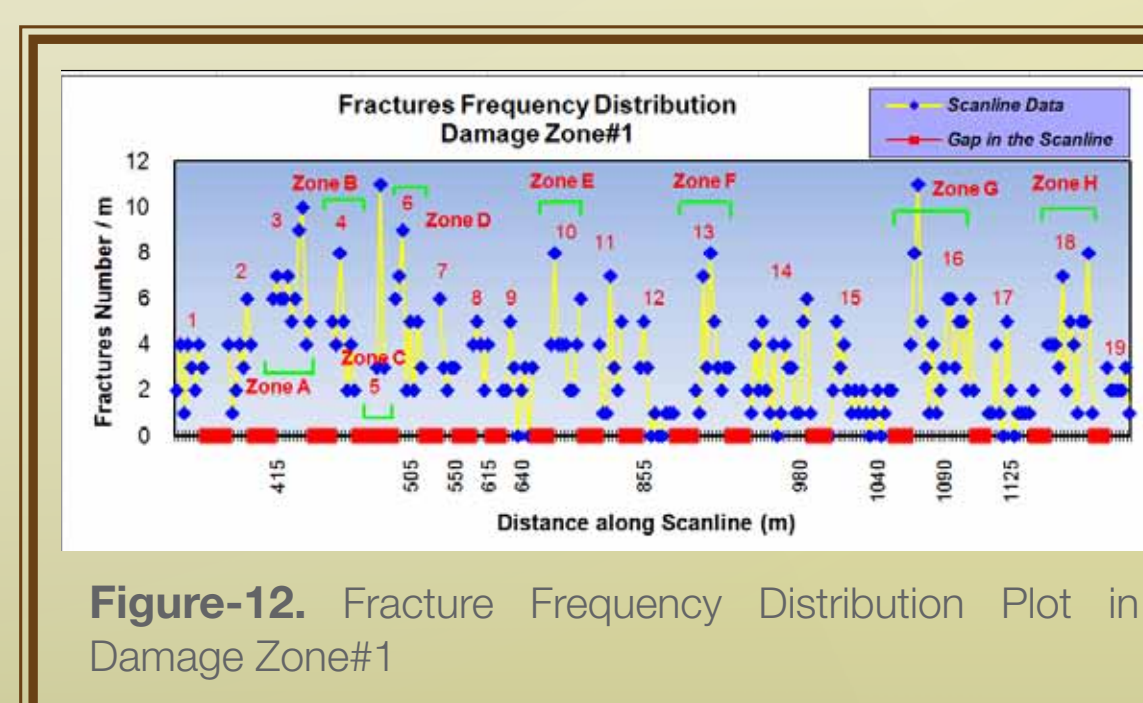 Fractures Frequency Distribution
Damage Zone#1
Scanline Data
Gap in the Scanline
Fractures Number / m
12
10
8
6
4
2
0
1
2
3
Zone A
Zone B
4
Zone C
5
6
Zone D
7
8
9
Zone E
10
11
12
Zone F
13
14
15
Zone G
16
17
Zone H
18
19
415
505
550
615
640
855
980
1040
1090
1125
Distance along Scanline (m)
Figure-12. Fracture Frequency Distribution Plot in
Damage Zone#1